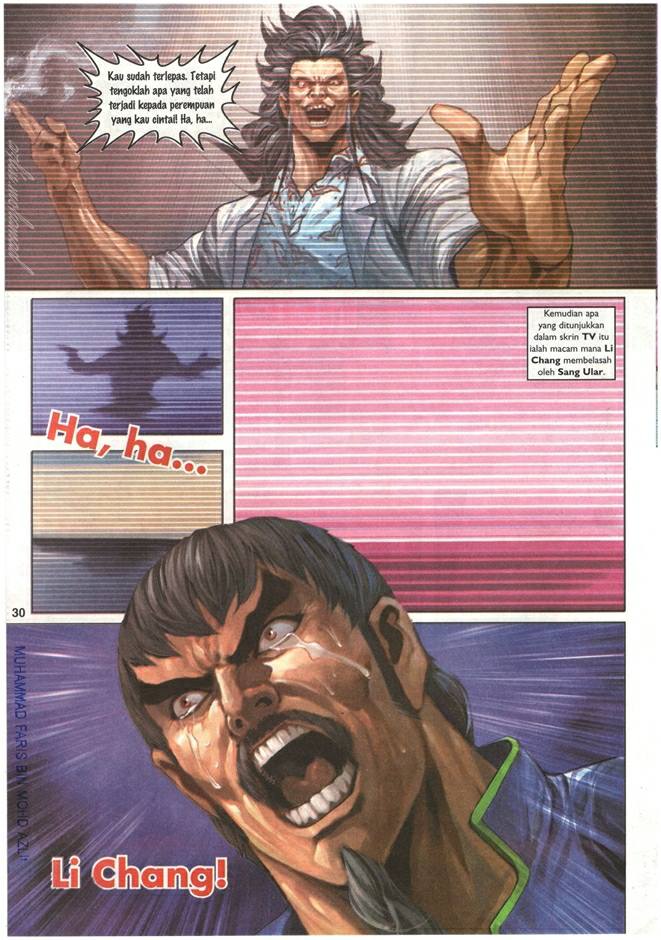 Kau sudah terlepas. Tetapi
tengoklah apa yang telah
terjadi kepada perempuan
yang kau cintai! Ha, ha...
Kemudian apa
yang ditunjukkan
dalam skrin TV itu
ialah macam mana Li
Chang membelasah
oleh Sang Ular.
Ha, ha...
30
MUHAMMAD FARIS BIN MOHD
Li Chang!